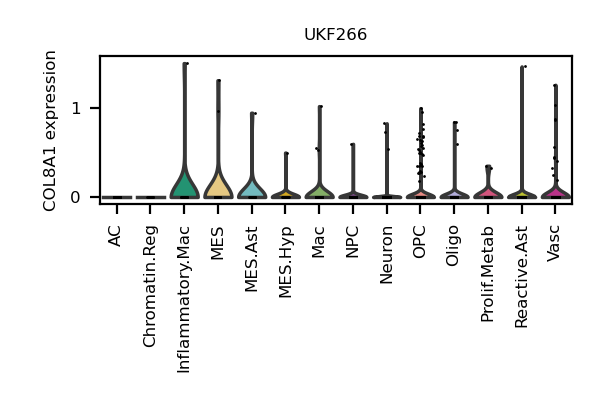 UKF266
COL8A1 expression
1
0
AC
Chromatin.Reg
Inflammatory.Mac
MES
MES.Ast
MES.Hyp
Mac
NPC
Neuron
OPC
Oligo
Prolif.Metab
Reactive.Ast
Vasc